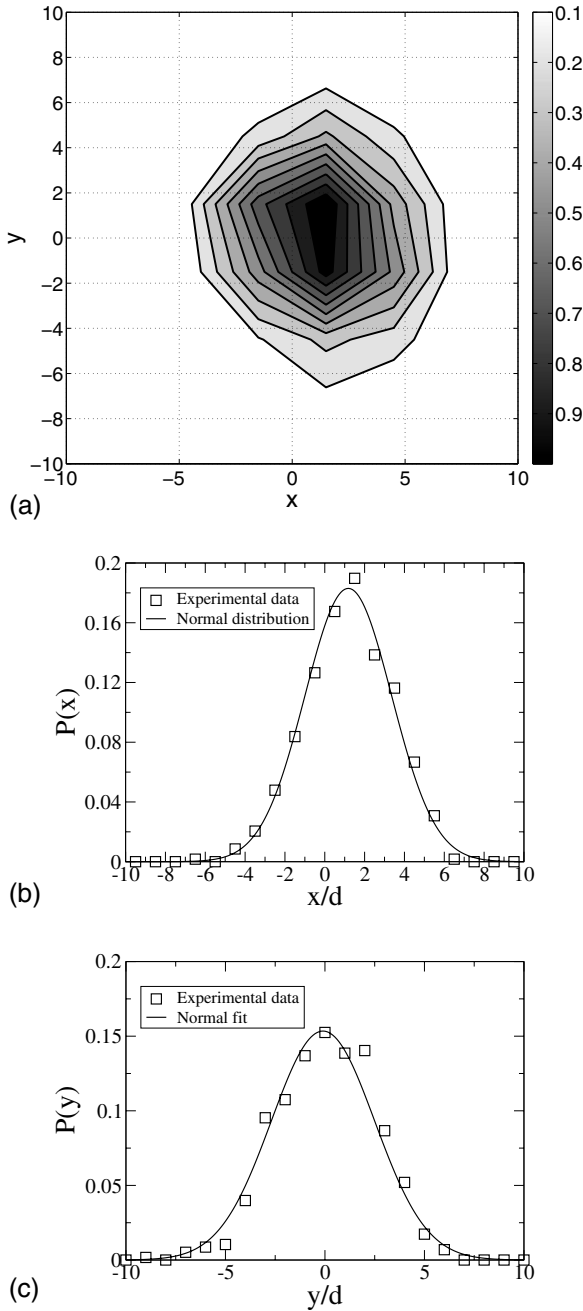 10
8
6
4
2
0
−2
−4
−6
−8
−10
y
−10 −5 0 5 10
x
0.1
0.2
0.3
0.4
0.5
0.6
0.7
0.8
0.9
(a)
0.2
0.16
0.12
0.08
0.04
0
P(x)
Experimental data
Normal distribution
-10 -8 -6 -4 -2 0 2 4 6 8 10
x/d
(b)
0.2
0.15
0.1
0.05
0
P(y)
Experimental data
Normal fit
-10 -5 0 5 10
y/d
(c)